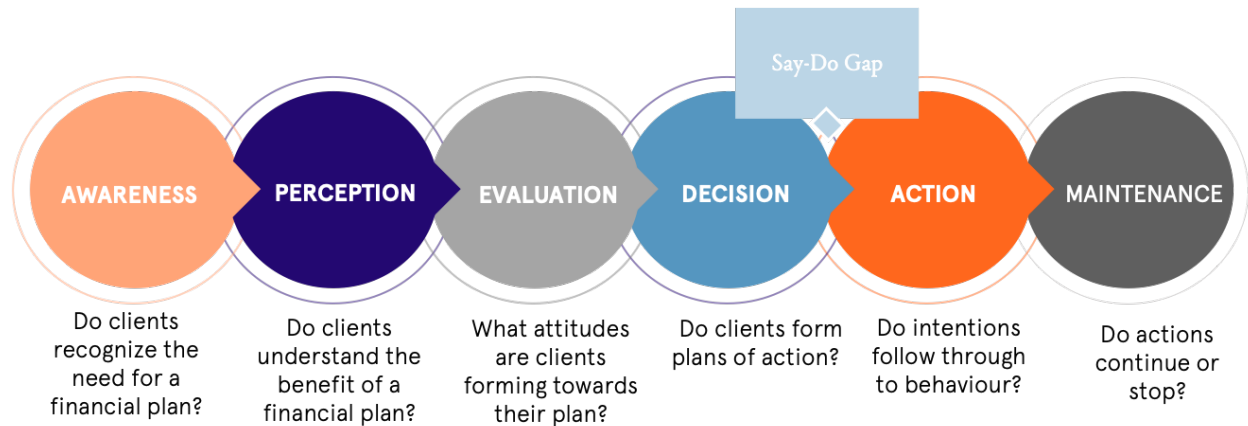 Say-Do Gap
AWARENESS
PERCEPTION
EVALUATION
DECISION
ACTION
MAINTENANCE
Do clients
recognize the
need for a
financial plan?
Do clients
understand the
benefit of a
financial plan?
What attitudes
are clients
forming towards
their plan?
Do clients form
plans of action?
Do intentions
follow through
to behaviour?
Do actions
continue or
stop?